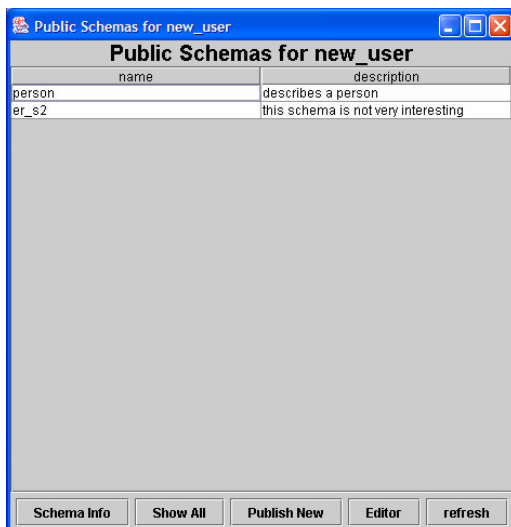 Public Schemas for new_user
Public Schemas for new_user
name description
person describes a person
er_s2 this schema is not very interesting
Schema Info Show All Publish New Editor refresh